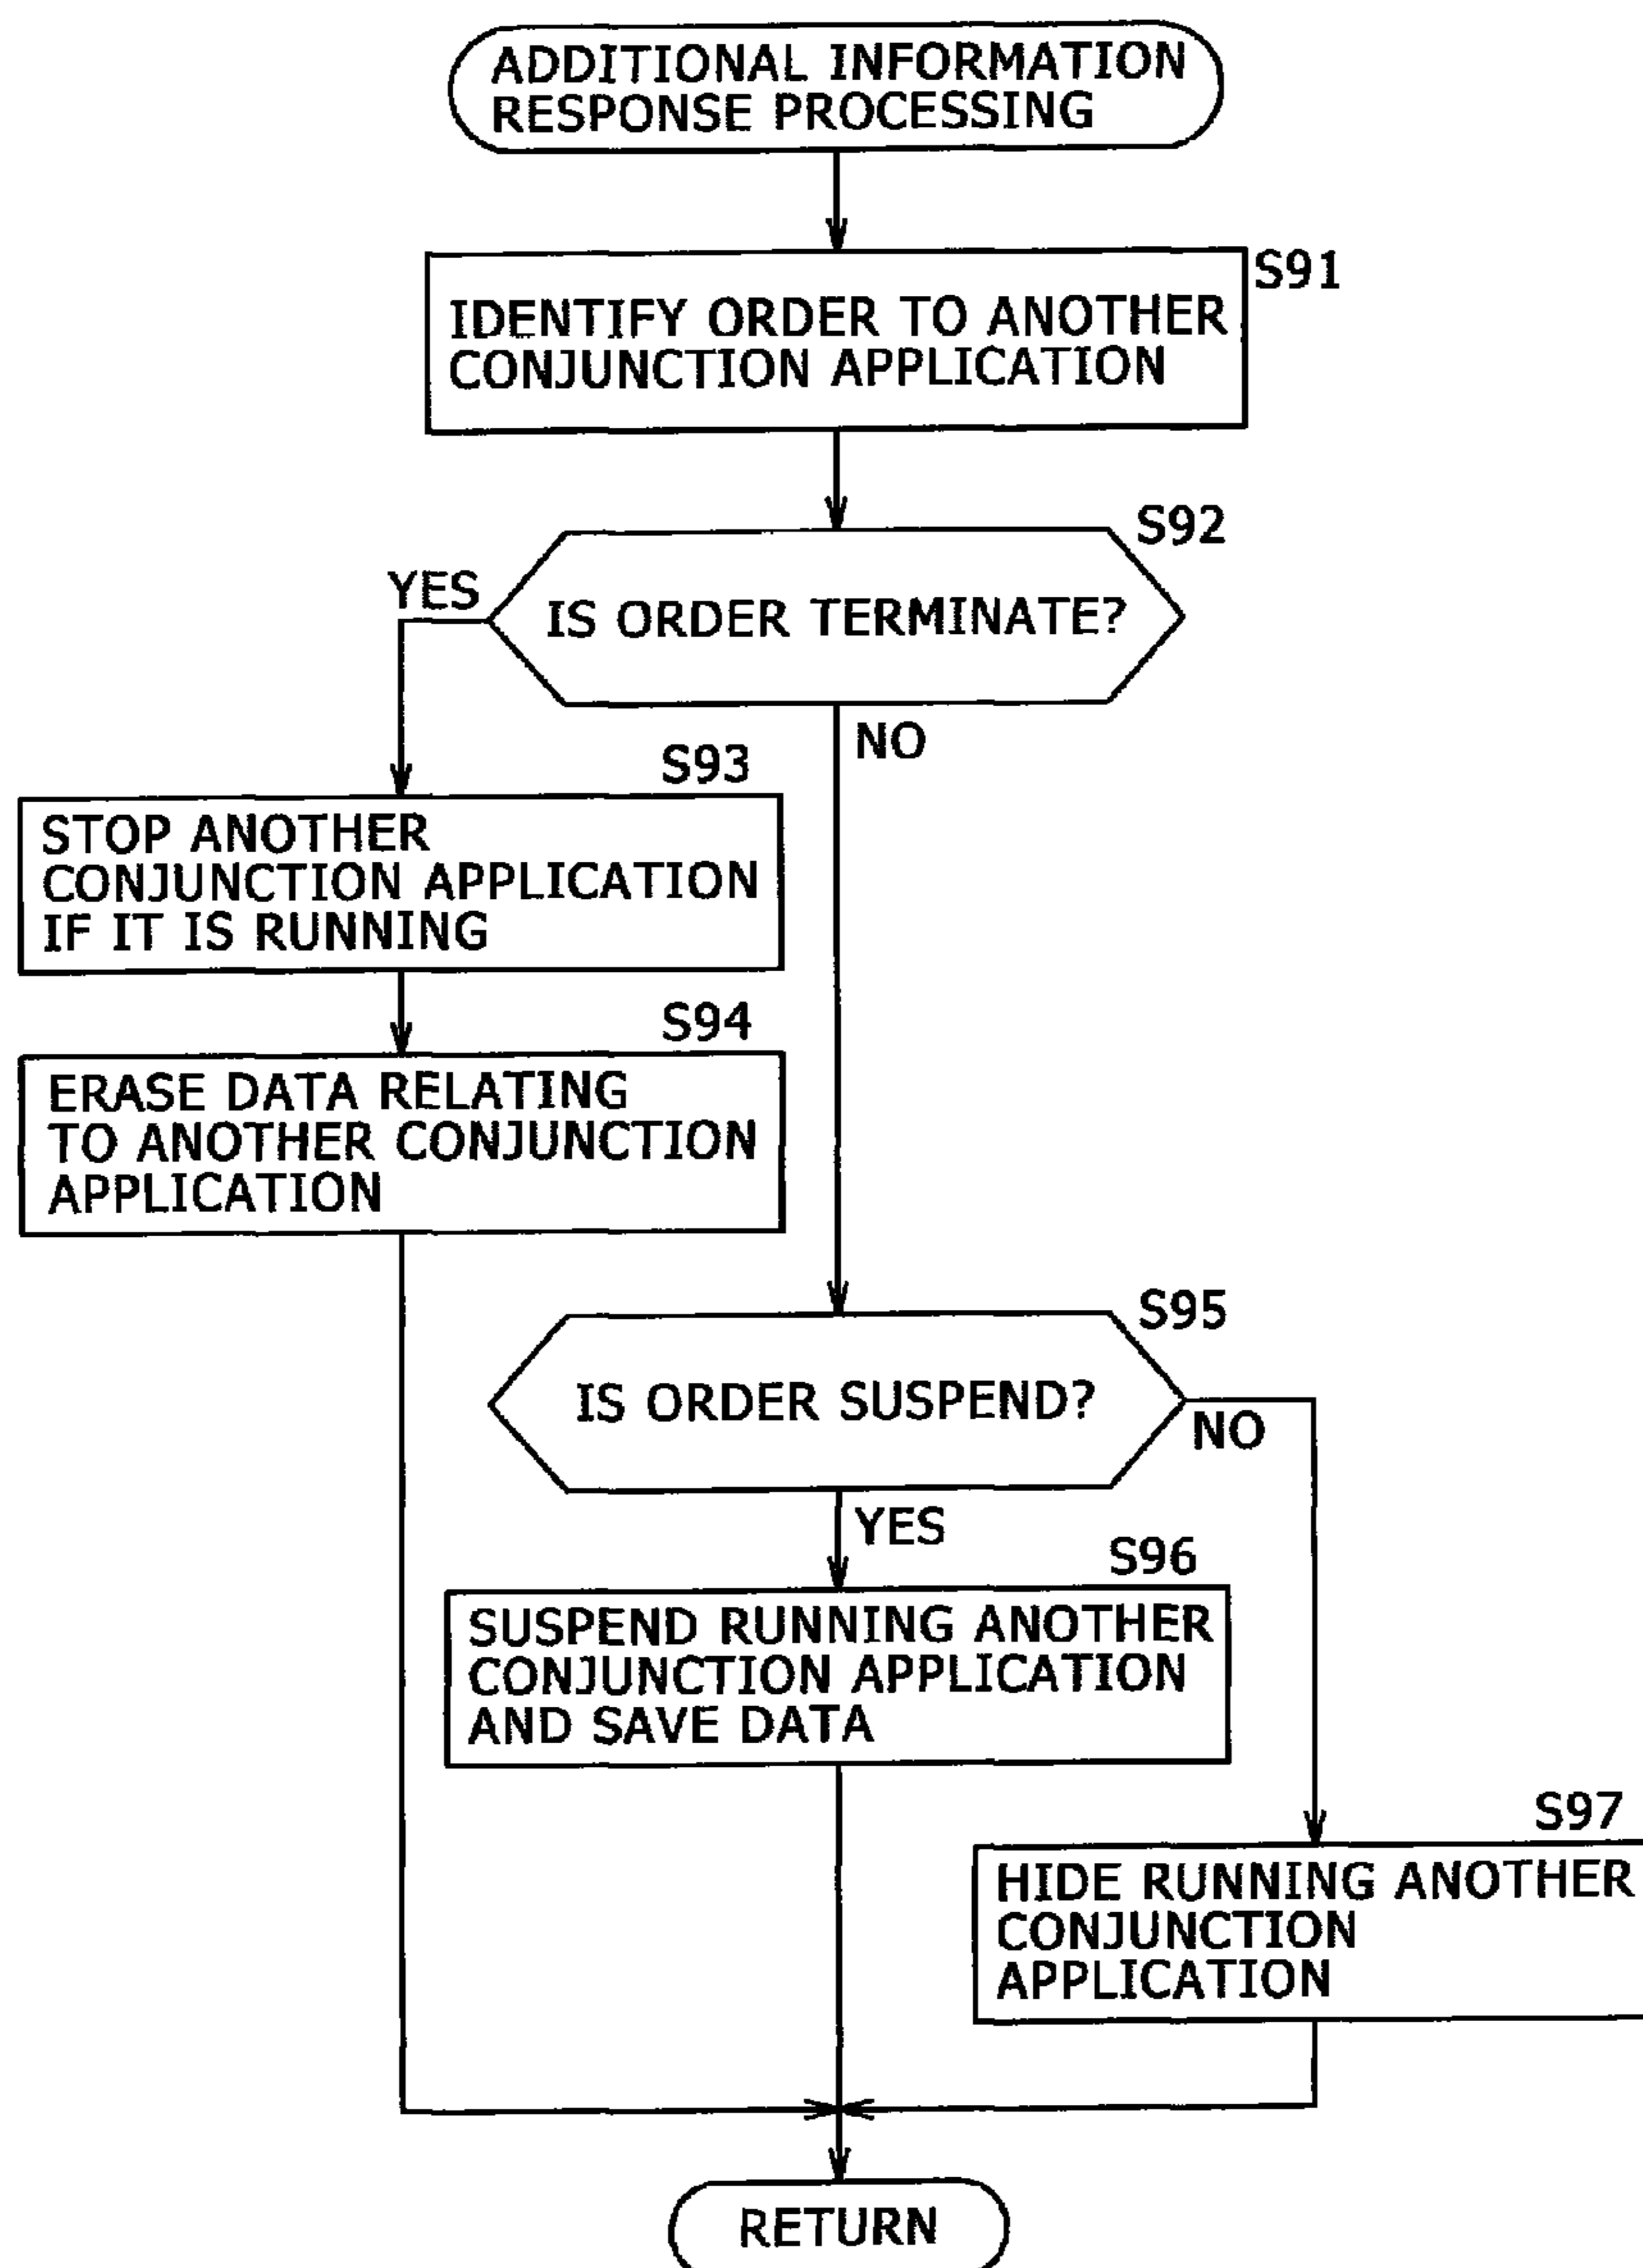 ADDITIONAL INFORMATION
RESPONSE PROCESSING
S91
IDENTIFY ORDER TO ANOTHER
CONJUNCTION APPLICATION
S92
YES
IS ORDER TERMINATE?
NO
S93
STOP ANOTHER
CONJUNCTION APPLICATION
IF IT IS RUNNING
S94
ERASE DATA RELATING
TO ANOTHER CONJUNCTION
APPLICATION
S95
IS ORDER SUSPEND?
NO
YES
S96
SUSPEND RUNNING ANOTHER
CONJUNCTION APPLICATION
AND SAVE DATA
S97
HIDE RUNNING ANOTHER
CONJUNCTION
APPLICATION
RETURN